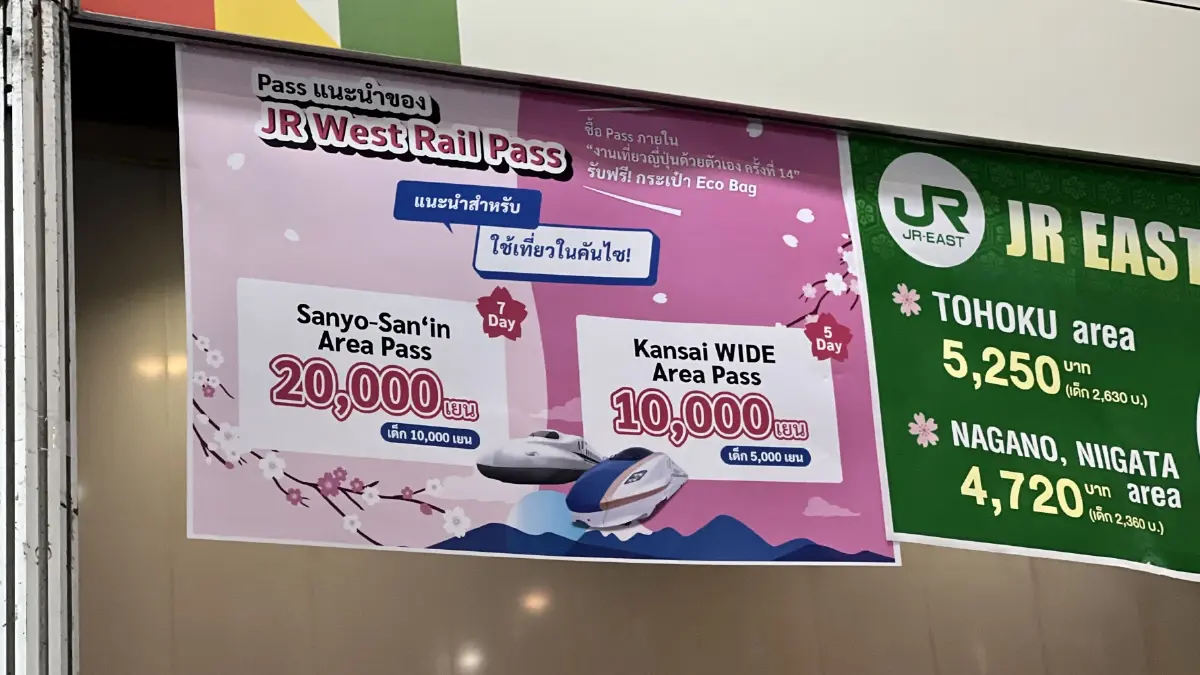 Pass แนะนำของ
JR West Rail Pass
ซื้อ Pass ภายใน
“งานเที่ยวญี่ปุ่นด้วยตัวเอง ครั้งที่ 14”
รับฟรี! กระเป๋า Eco Bag
แนะนำสำหรับ
ใช้เที่ยวในคันไซ!
7
Day
Sanyo-San‘in
Area Pass
20,000 เยน
เด็ก 10,000 เยน
5
Day
Kansai WIDE
Area Pass
10,000 เยน
เด็ก 5,000 เยน
JR
JR-EAST
JR EAST
TOHOKU area
5,250 บาท
(เด็ก 2,630 บ.)
NAGANO, NIIGATA
area
4,720 บาท
(เด็ก 2,360 บ.)